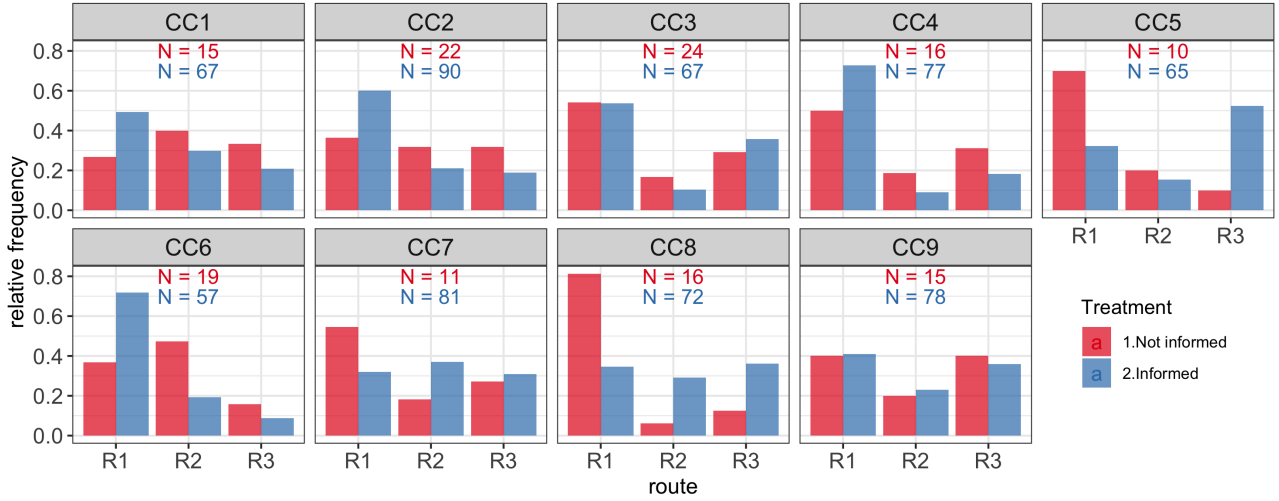 CC1 CC2 CC3 CC4 CC5
N = 15 N = 22 N = 24 N = 16 N = 10
N = 67 N = 90 N = 67 N = 77 N = 65
0.8
0.6
0.4
0.2
0.0
R1 R2 R3
relative frequency
CC6 CC7 CC8 CC9
N = 19 N = 11 N = 16 N = 15
N = 57 N = 81 N = 72 N = 78
0.8
0.6
0.4
0.2
0.0
R1 R2 R3 R1 R2 R3 R1 R2 R3 R1 R2 R3
route
Treatment
a 1.Not informed
a 2.Informed